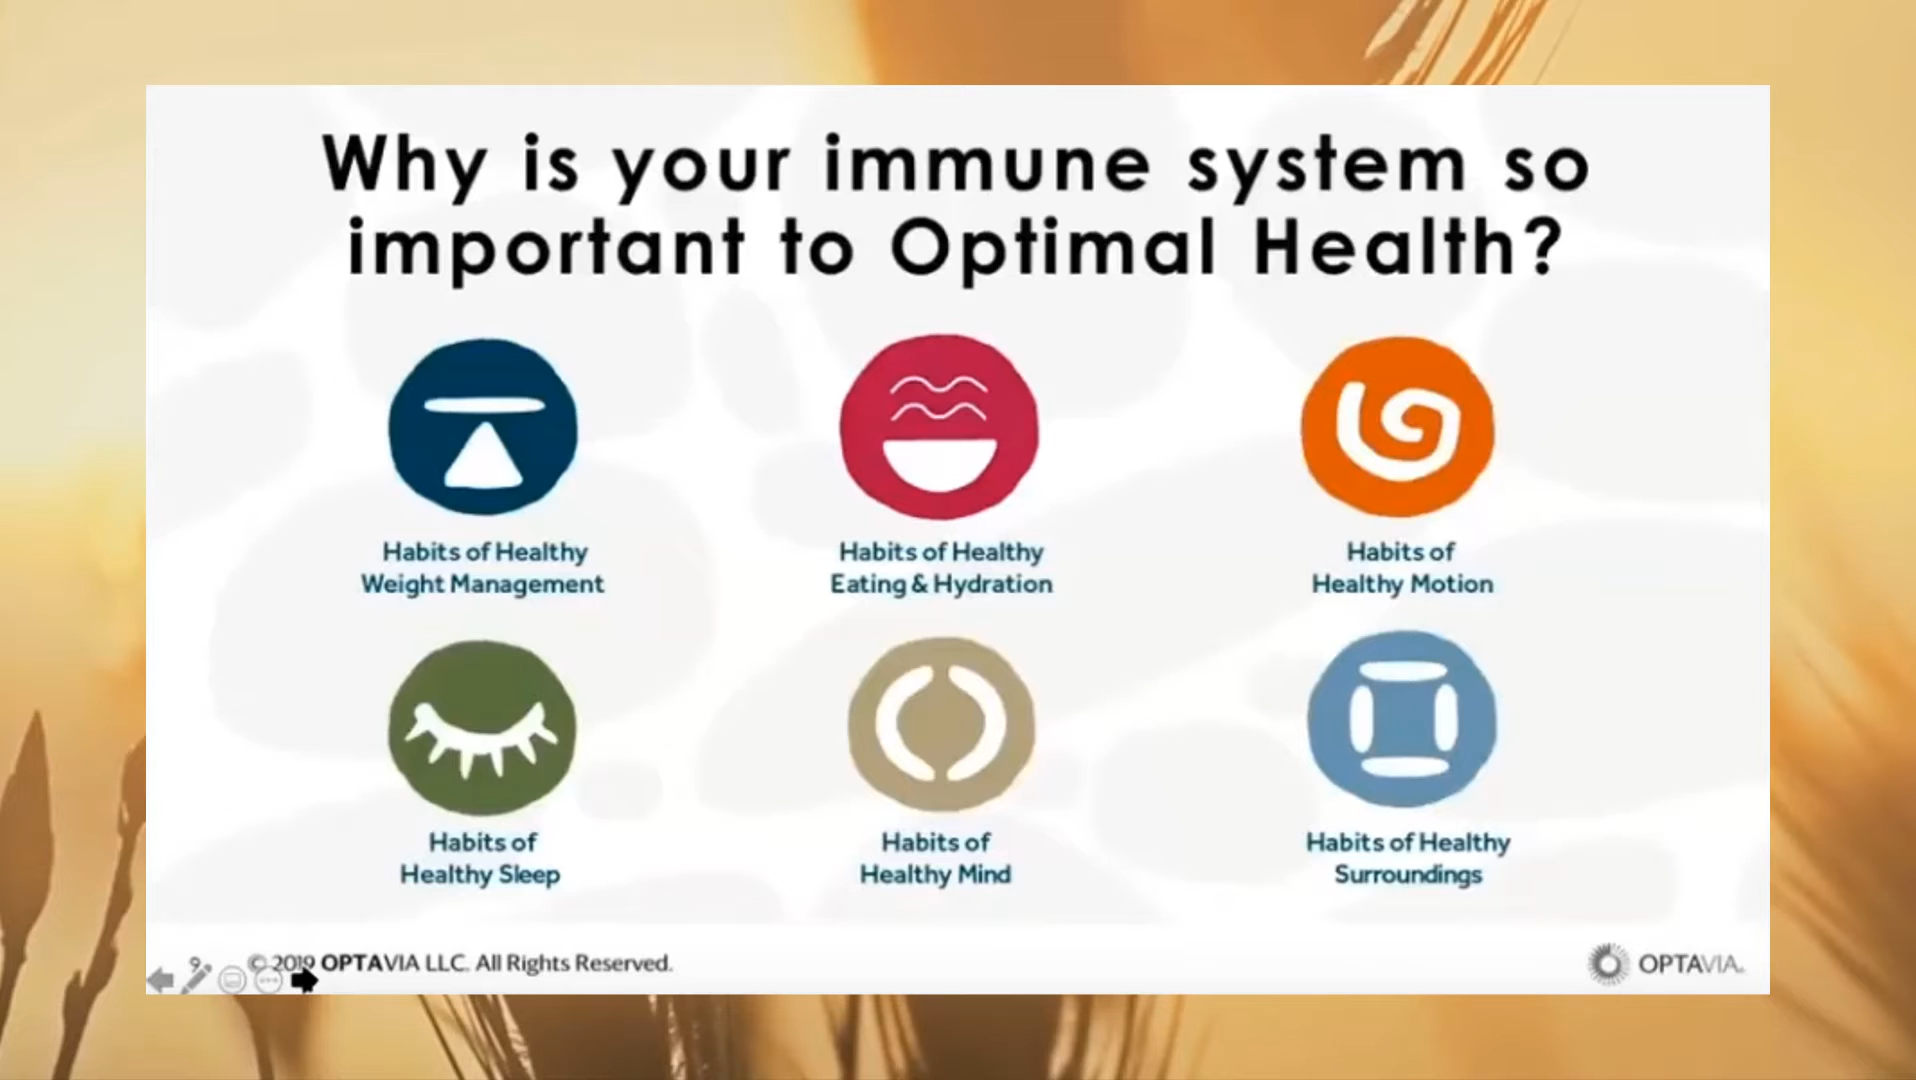 Why is your immune system so
important to Optimal Health?
Habits of Healthy
Weight Management
Habits of Healthy
Eating & Hydration
Habits of
Healthy Motion
Habits of
Healthy Sleep
Habits of
Healthy Mind
Habits of Healthy
Surroundings
9
© 2019 OPTAVIA LLC. All Rights Reserved.
OPTAVIA.